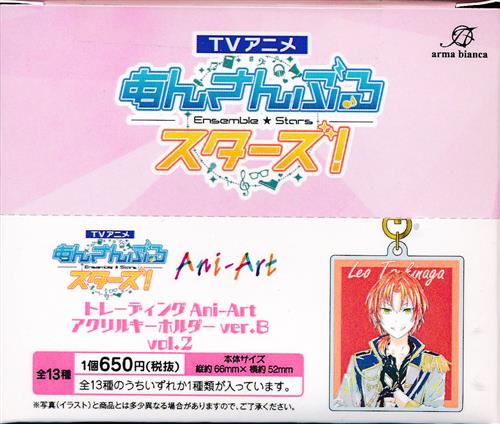 TVアニメ
あんさんぶる
Ensemble ★ Stars
スターズ!
arma bianca
TVアニメ
あんさんぶる
Ensemble ★ Stars
スターズ!
Ani-Art
トレーディング Ani-Art
アクリルキーホルダー ver.B
vol.2
全13種
1個650円(税抜)
本体サイズ
縦約66mm×横約52mm
全13種のうちいずれか1種類が入っています。
※写真(イラスト)と商品とは多少異なる場合がありますので、ご了承ください。
Leo Tsukinaga